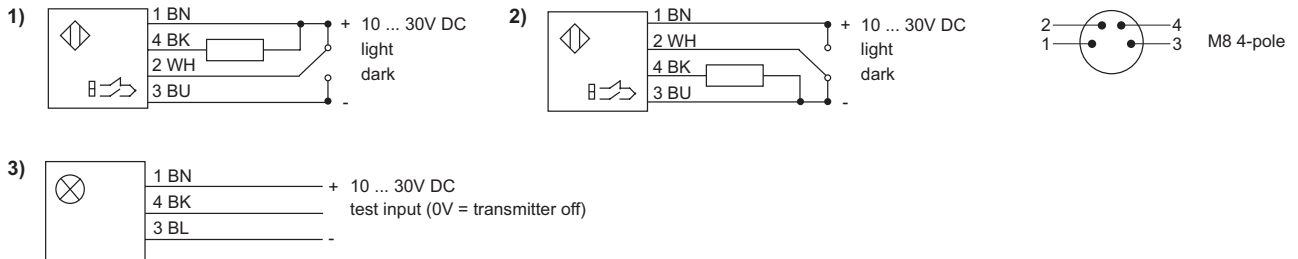 1)
1 BN
+ 10 ... 30V DC
4 BK
light
2 WH
dark
3 BU
-
2)
1 BN
+ 10 ... 30V DC
2 WH
light
4 BK
dark
3 BU
-
2 4
1 3
M8 4-pole
3)
1 BN
+ 10 ... 30V DC
4 BK
test input (0V = transmitter off)
3 BL
-